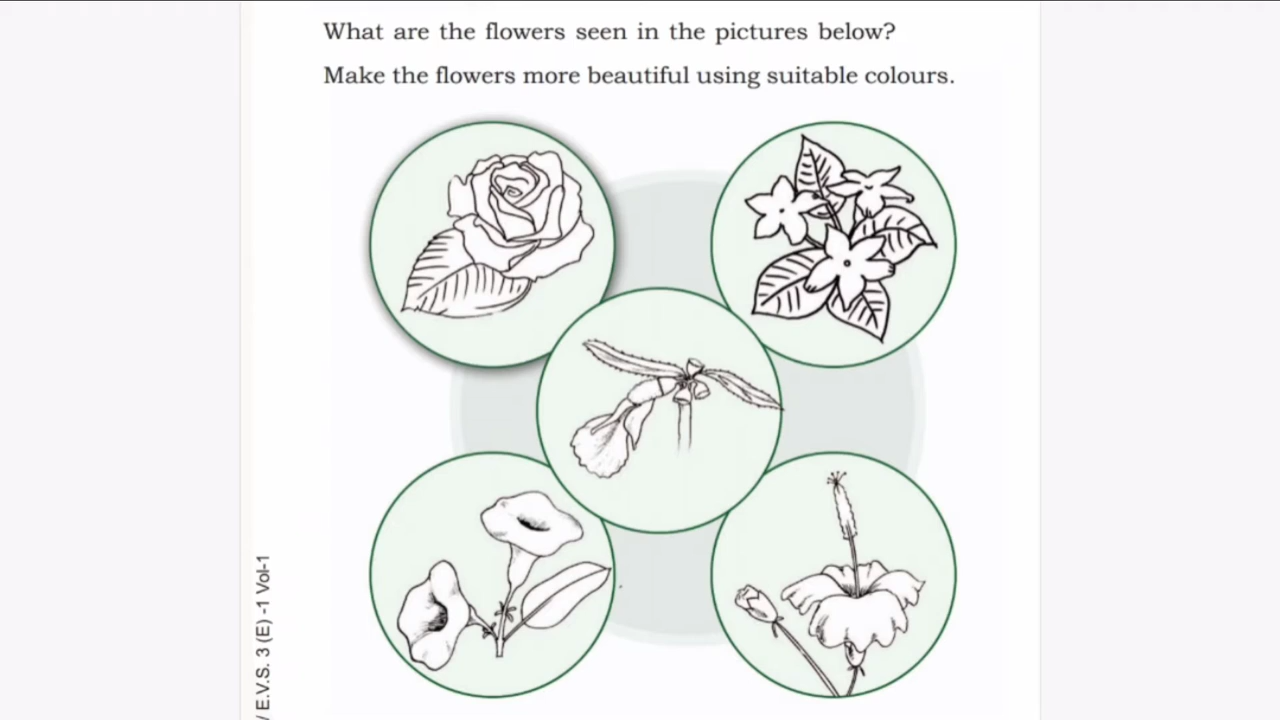 What are the flowers seen in the pictures below?
Make the flowers more beautiful using suitable colours.
/ E.V.S. 3 (E) -1 Vol-1